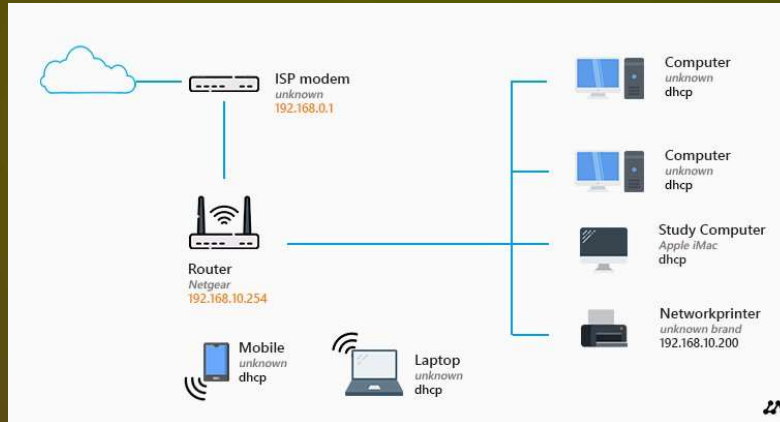 ISP modem
unknown
192.168.0.1
Router
Netgear
192.168.10.254
Mobile
unknown
dhcp
Laptop
unknown
dhcp
Computer
unknown
dhcp
Computer
unknown
dhcp
Study Computer
Apple iMac
dhcp
Networkprinter
unknown brand
192.168.10.200